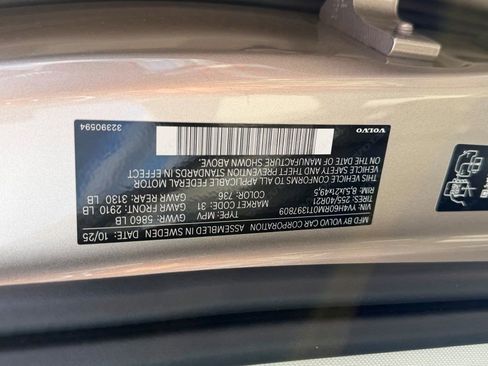 VOLVO
32390594
MFD BY VOLVO CAR CORPORATION
ASSEMBLED IN SWEDEN 10/25
GVWR: 5860 LB
GAWR FRONT: 2910 LB
GAWR REAR: 3130 LB
TYPE: MPV
MARKET CODE: 31
COLOR: 736
VIN: YV4H60RM0T1397809
TIRES: 255/40R21
RIM: 8,5Jx21x49,5
THIS VEHICLE CONFORMS TO ALL APPLICABLE FEDERAL MOTOR
VEHICLE SAFETY AND THEFT PREVENTION STANDARDS IN EFFECT
ON THE DATE OF MANUFACTURE SHOWN ABOVE